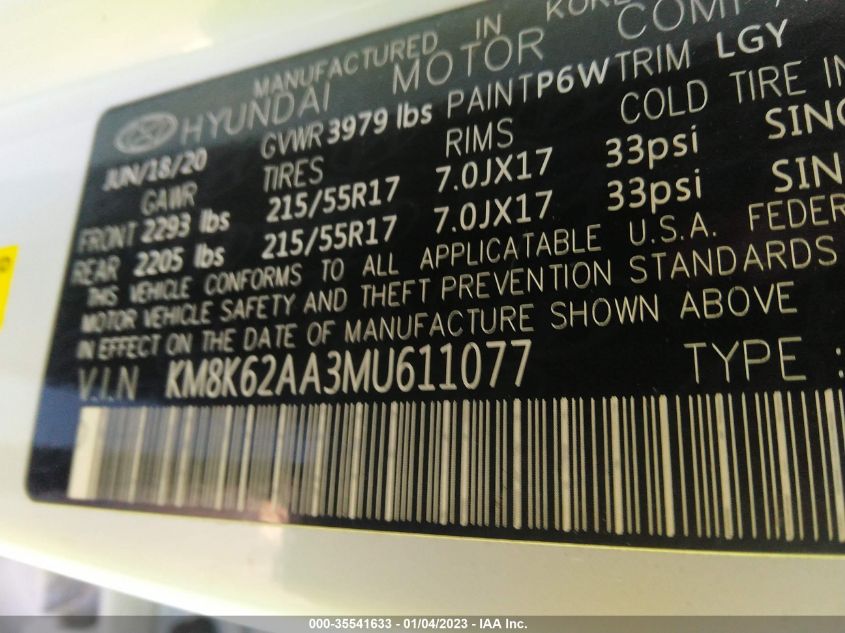 MANUFACTURED IN KORE
HYUNDAI MOTOR COMPA
JUN/18/20 GVWR 3979 lbs PAINT P6W TRIM LGY
GAWR TIRES RIMS COLD TIRE IN
FRONT 2293 lbs 215/55R17 7.0JX17 33psi SING
REAR 2205 lbs 215/55R17 7.0JX17 33psi SIN
THIS VEHICLE CONFORMS TO ALL APPLICATABLE U.S.A. FEDER
MOTOR VEHICLE SAFETY AND THEFT PREVENTION STANDARDS
IN EFFECT ON THE DATE OF MANUFACTURE SHOWN ABOVE
V.I.N KM8K62AA3MU611077 TYPE :
000-35541633 - 01/04/2023 - IAA Inc.